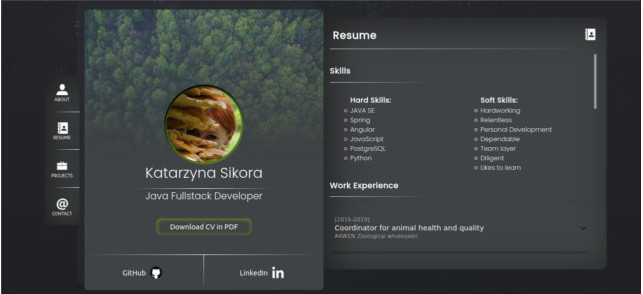 ABOUT
RESUME
PROJECTS
CONTACT
Katarzyna Sikora
Java Fullstack Developer
Download CV in PDF
GitHub
LinkedIn in
Resume
Skills
Hard Skills:
JAVA SE
Spring
Angular
JavaScript
PostgreSQL
Python
Soft Skills:
Hardworking
Relentless
Personal Development
Dependable
Team layer
Diligent
Likes to learn
Work Experience
[2016-2019]
Coordinator for animal health and quality
Zoological wholesaler